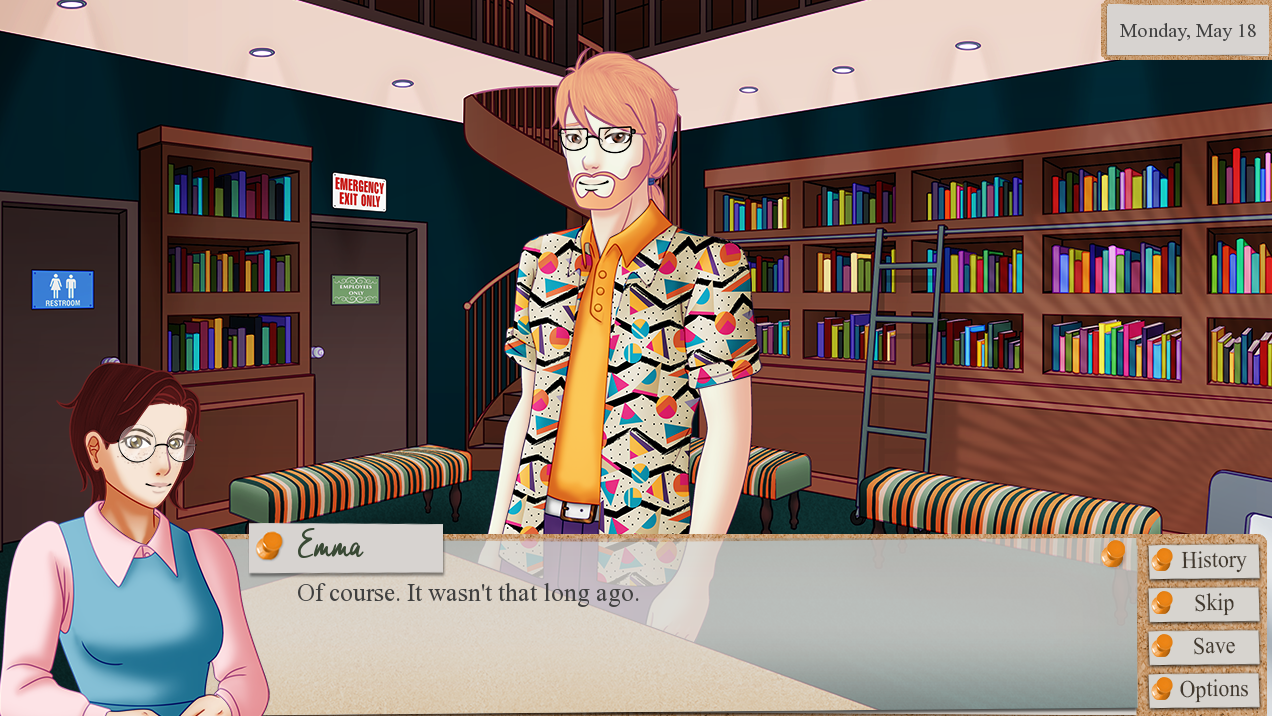 Monday, May 18
EMERGENCY
EXIT ONLY
RESTROOM
EMPLOYEES
ONLY
Emma
Of course. It wasn't that long ago.
History
Skip
Save
Options